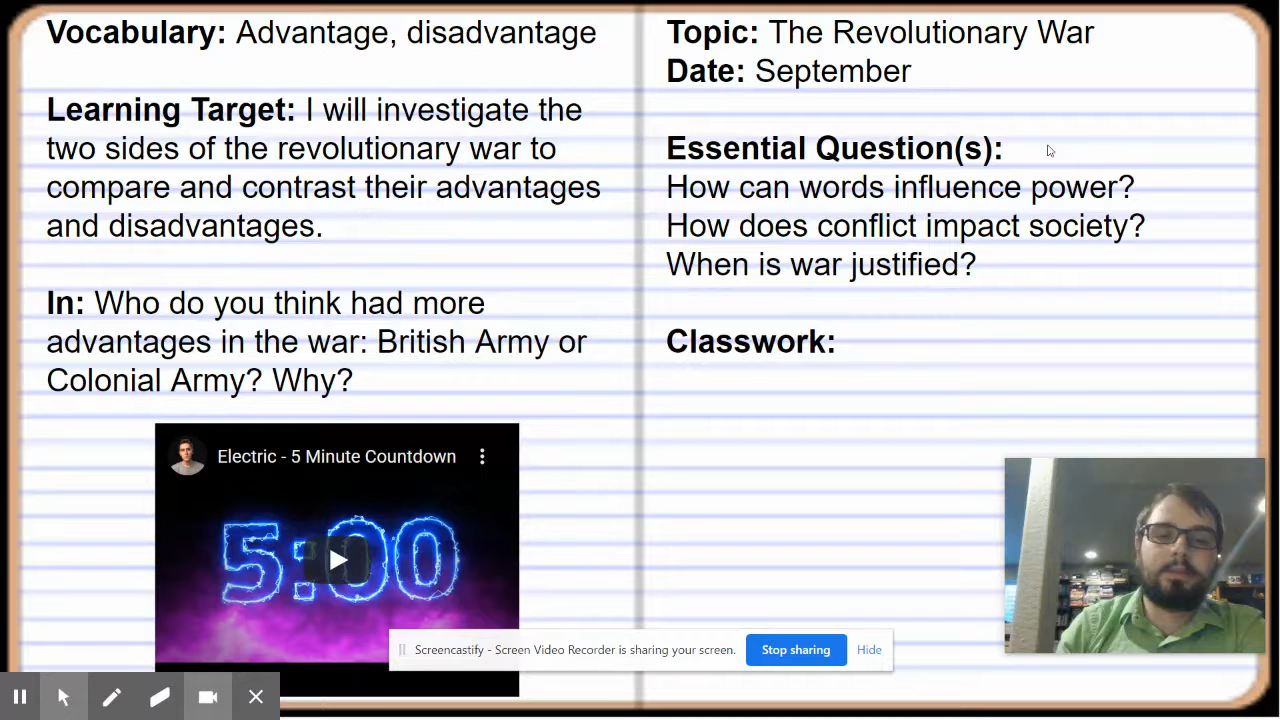 Vocabulary: Advantage, disadvantage
Learning Target: I will investigate the
two sides of the revolutionary war to
compare and contrast their advantages
and disadvantages.
In: Who do you think had more
advantages in the war: British Army or
Colonial Army? Why?
Electric - 5 Minute Countdown
5:00
Topic: The Revolutionary War
Date: September
Essential Question(s):
How can words influence power?
How does conflict impact society?
When is war justified?
Classwork:
Screencastify - Screen Video Recorder is sharing your screen.
Stop sharing
Hide